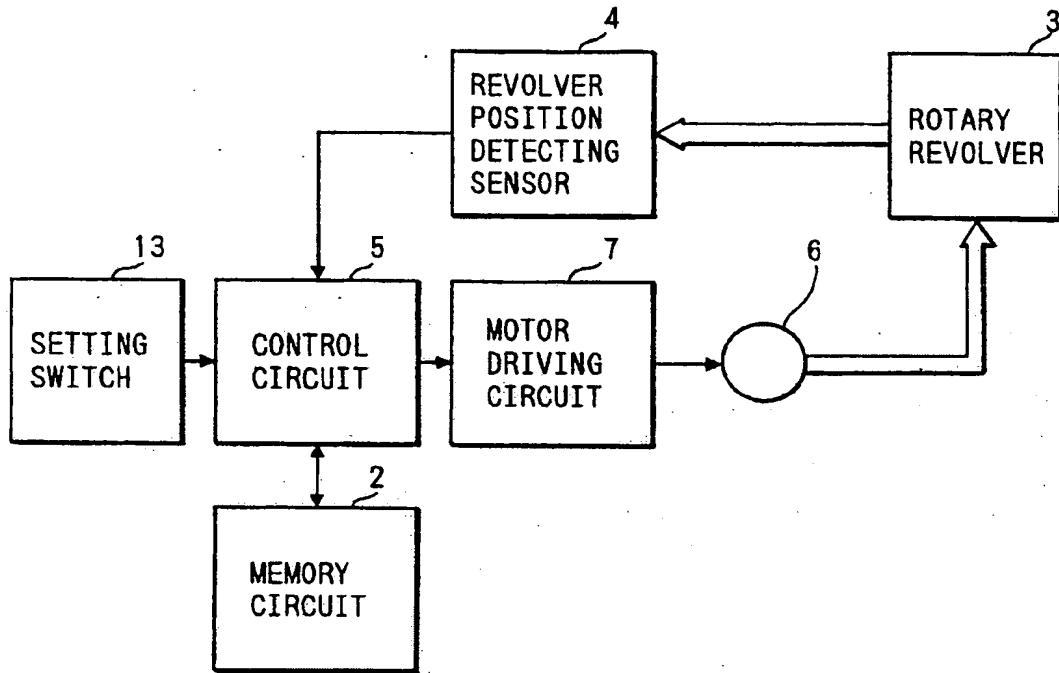 4
REVOLVER
POSITION
DETECTING
SENSOR
3
ROTARY
REVOLVER
13
SETTING
SWITCH
5
CONTROL
CIRCUIT
7
MOTOR
DRIVING
CIRCUIT
6
2
MEMORY
CIRCUIT